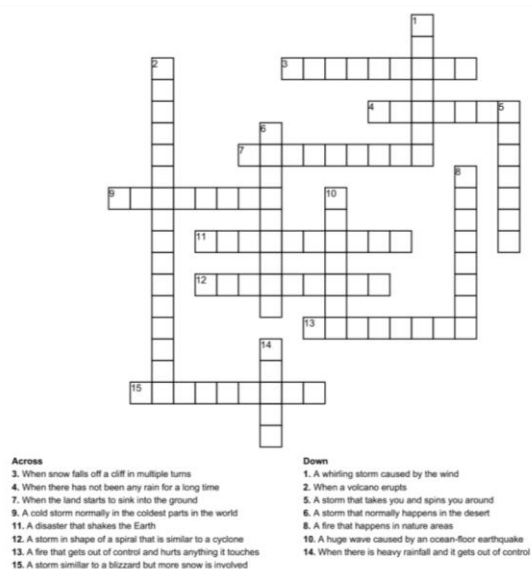 1
2
3
4
5
6
7
8
9
10
11
12
13
14
15
Across
3. When snow falls off a cliff in multiple turns
4. When there has not been any rain for a long time
7. When the land starts to sink into the ground
9. A cold storm normally in the coldest parts in the world
11. A disaster that shakes the Earth
12. A storm in shape of a spiral that is similar to a cyclone
13. A fire that gets out of control and hurts anything it touches
15. A storm simillar to a blizzard but more snow is involved
Down
1. A whirling storm caused by the wind
2. When a volcano erupts
5. A storm that takes you and spins you around
6. A storm that normally happens in the desert
8. A fire that happens in nature areas
10. A huge wave caused by an ocean-floor earthquake
14. When there is heavy rainfall and it gets out of control